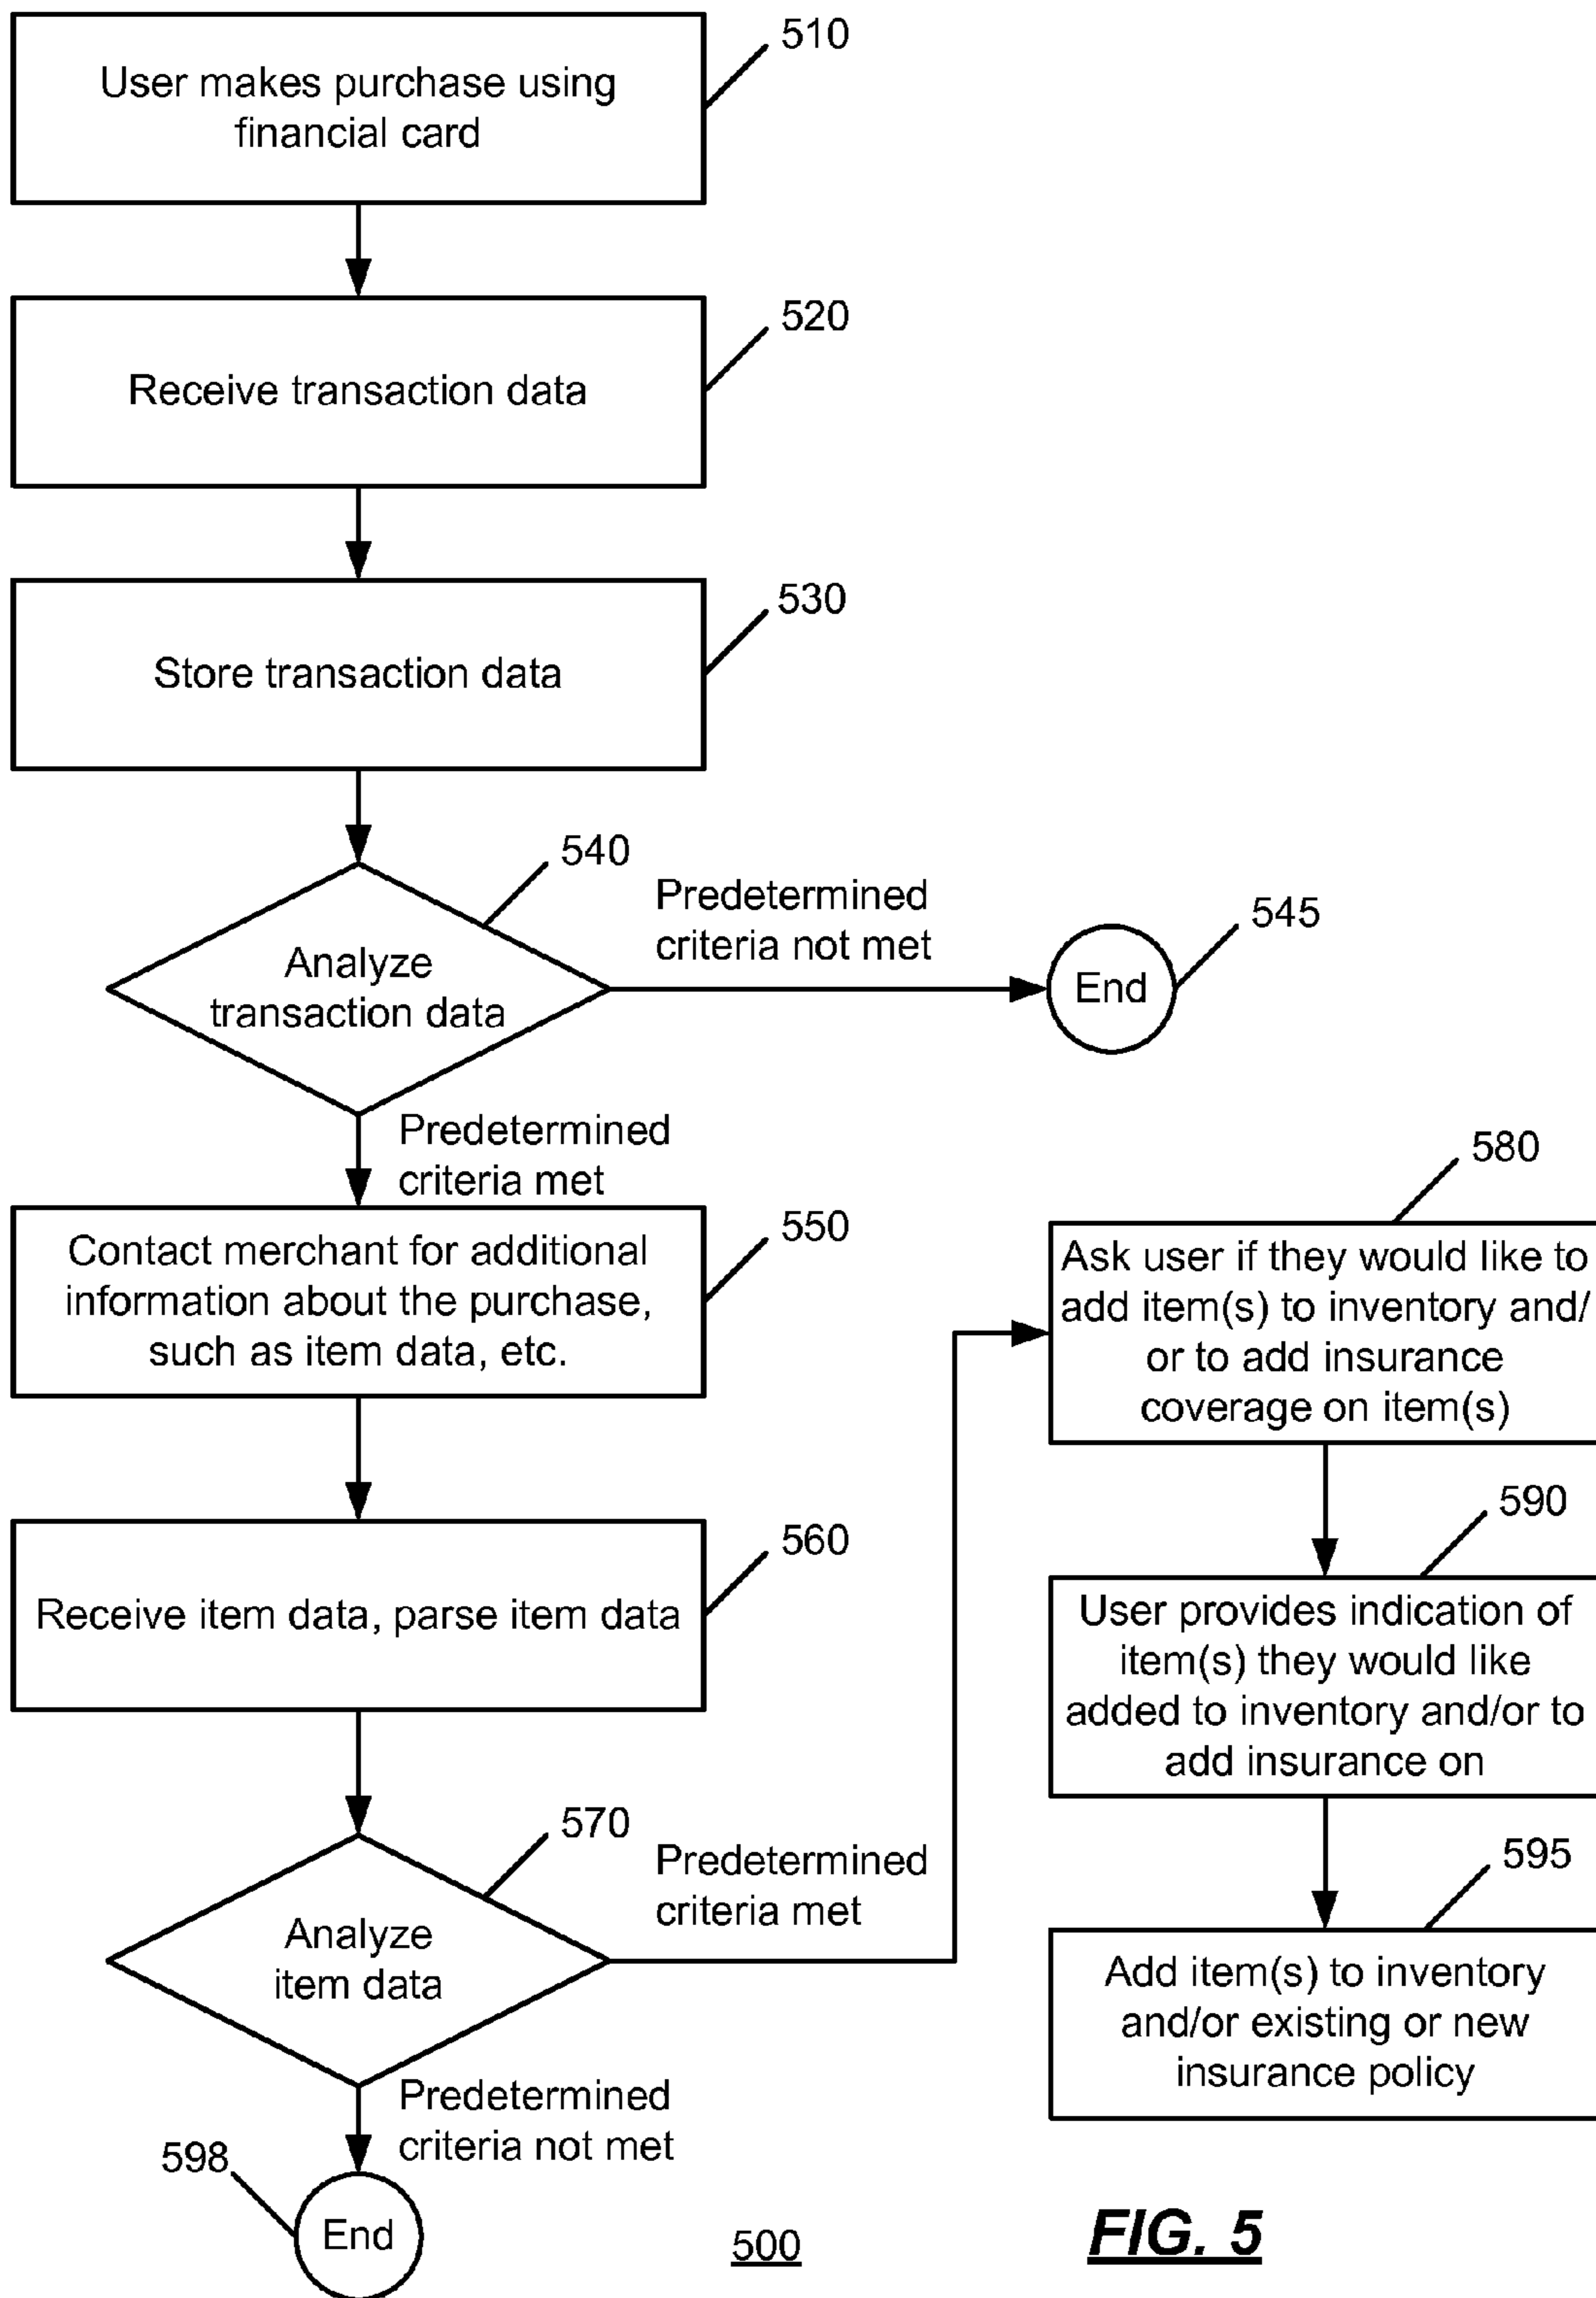 510
User makes purchase using
financial card
520
Receive transaction data
530
Store transaction data
540
Analyze
transaction data
Predetermined
criteria not met
545
End
Predetermined
criteria met
550
Contact merchant for additional
information about the purchase,
such as item data, etc.
560
Receive item data, parse item data
570
Analyze
item data
Predetermined
criteria met
580
Ask user if they would like to
add item(s) to inventory and/
or to add insurance
coverage on item(s)
590
User provides indication of
item(s) they would like
added to inventory and/or to
add insurance on
595
Add item(s) to inventory
and/or existing or new
insurance policy
Predetermined
criteria not met
598
End
500
FIG. 5